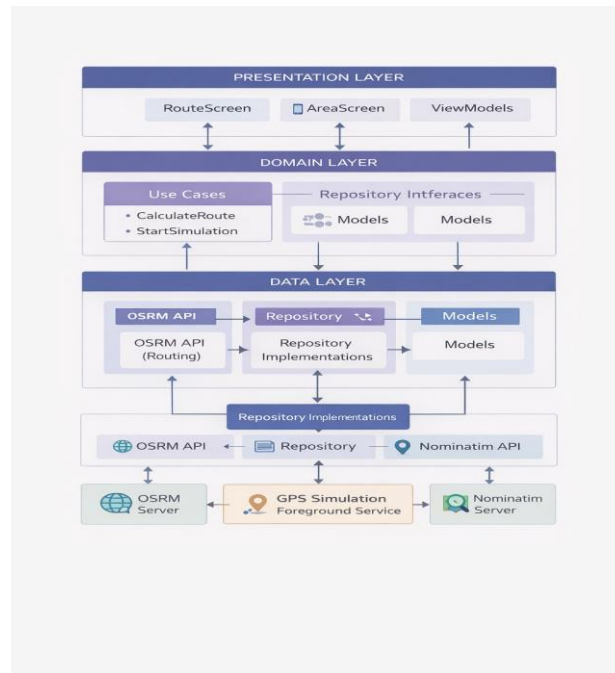 PRESENTATION LAYER
RouteScreen
AreaScreen
ViewModels
DOMAIN LAYER
Use Cases
• CalculateRoute
• StartSimulation
Repository Intferaces
Models
Models
DATA LAYER
OSRM API
Repository
Models
OSRM API
(Routing)
Repository
Implementations
Models
Repository Implementations
OSRM API
Repository
Nominatim API
OSRM
Server
GPS Simulation
Foreground Service
Nominatim
Server